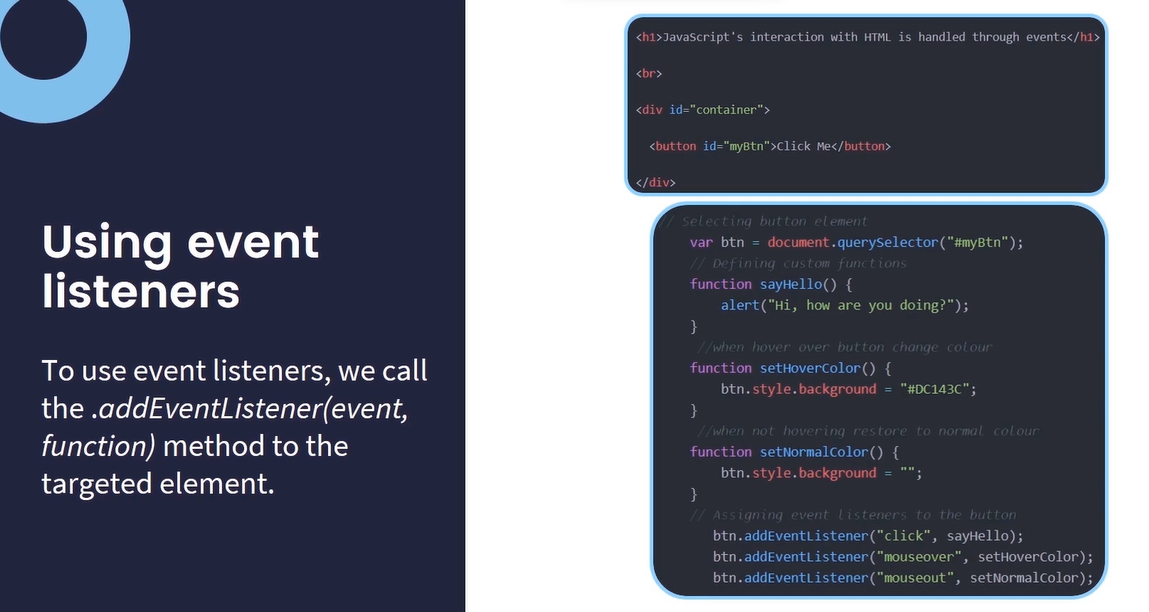 Using event
listeners
To use event listeners, we call
the .addEventListener(event,
function) method to the
targeted element.
<h1>JavaScript's interaction with HTML is handled through events</h1>
<br>
<div id="container">
<button id="myBtn">Click Me</button>
</div>
// Selecting button element
var btn = document.querySelector("#myBtn");
// Defining custom functions
function sayHello() {
alert("Hi, how are you doing?");
}
//when hover over button change colour
function setHoverColor() {
btn.style.background = "#DC143C";
}
//when not hovering restore to normal colour
function setNormalColor() {
btn.style.background = "";
}
// Assigning event listeners to the button
btn.addEventListener("click", sayHello);
btn.addEventListener("mouseover", setHoverColor);
btn.addEventListener("mouseout", setNormalColor);